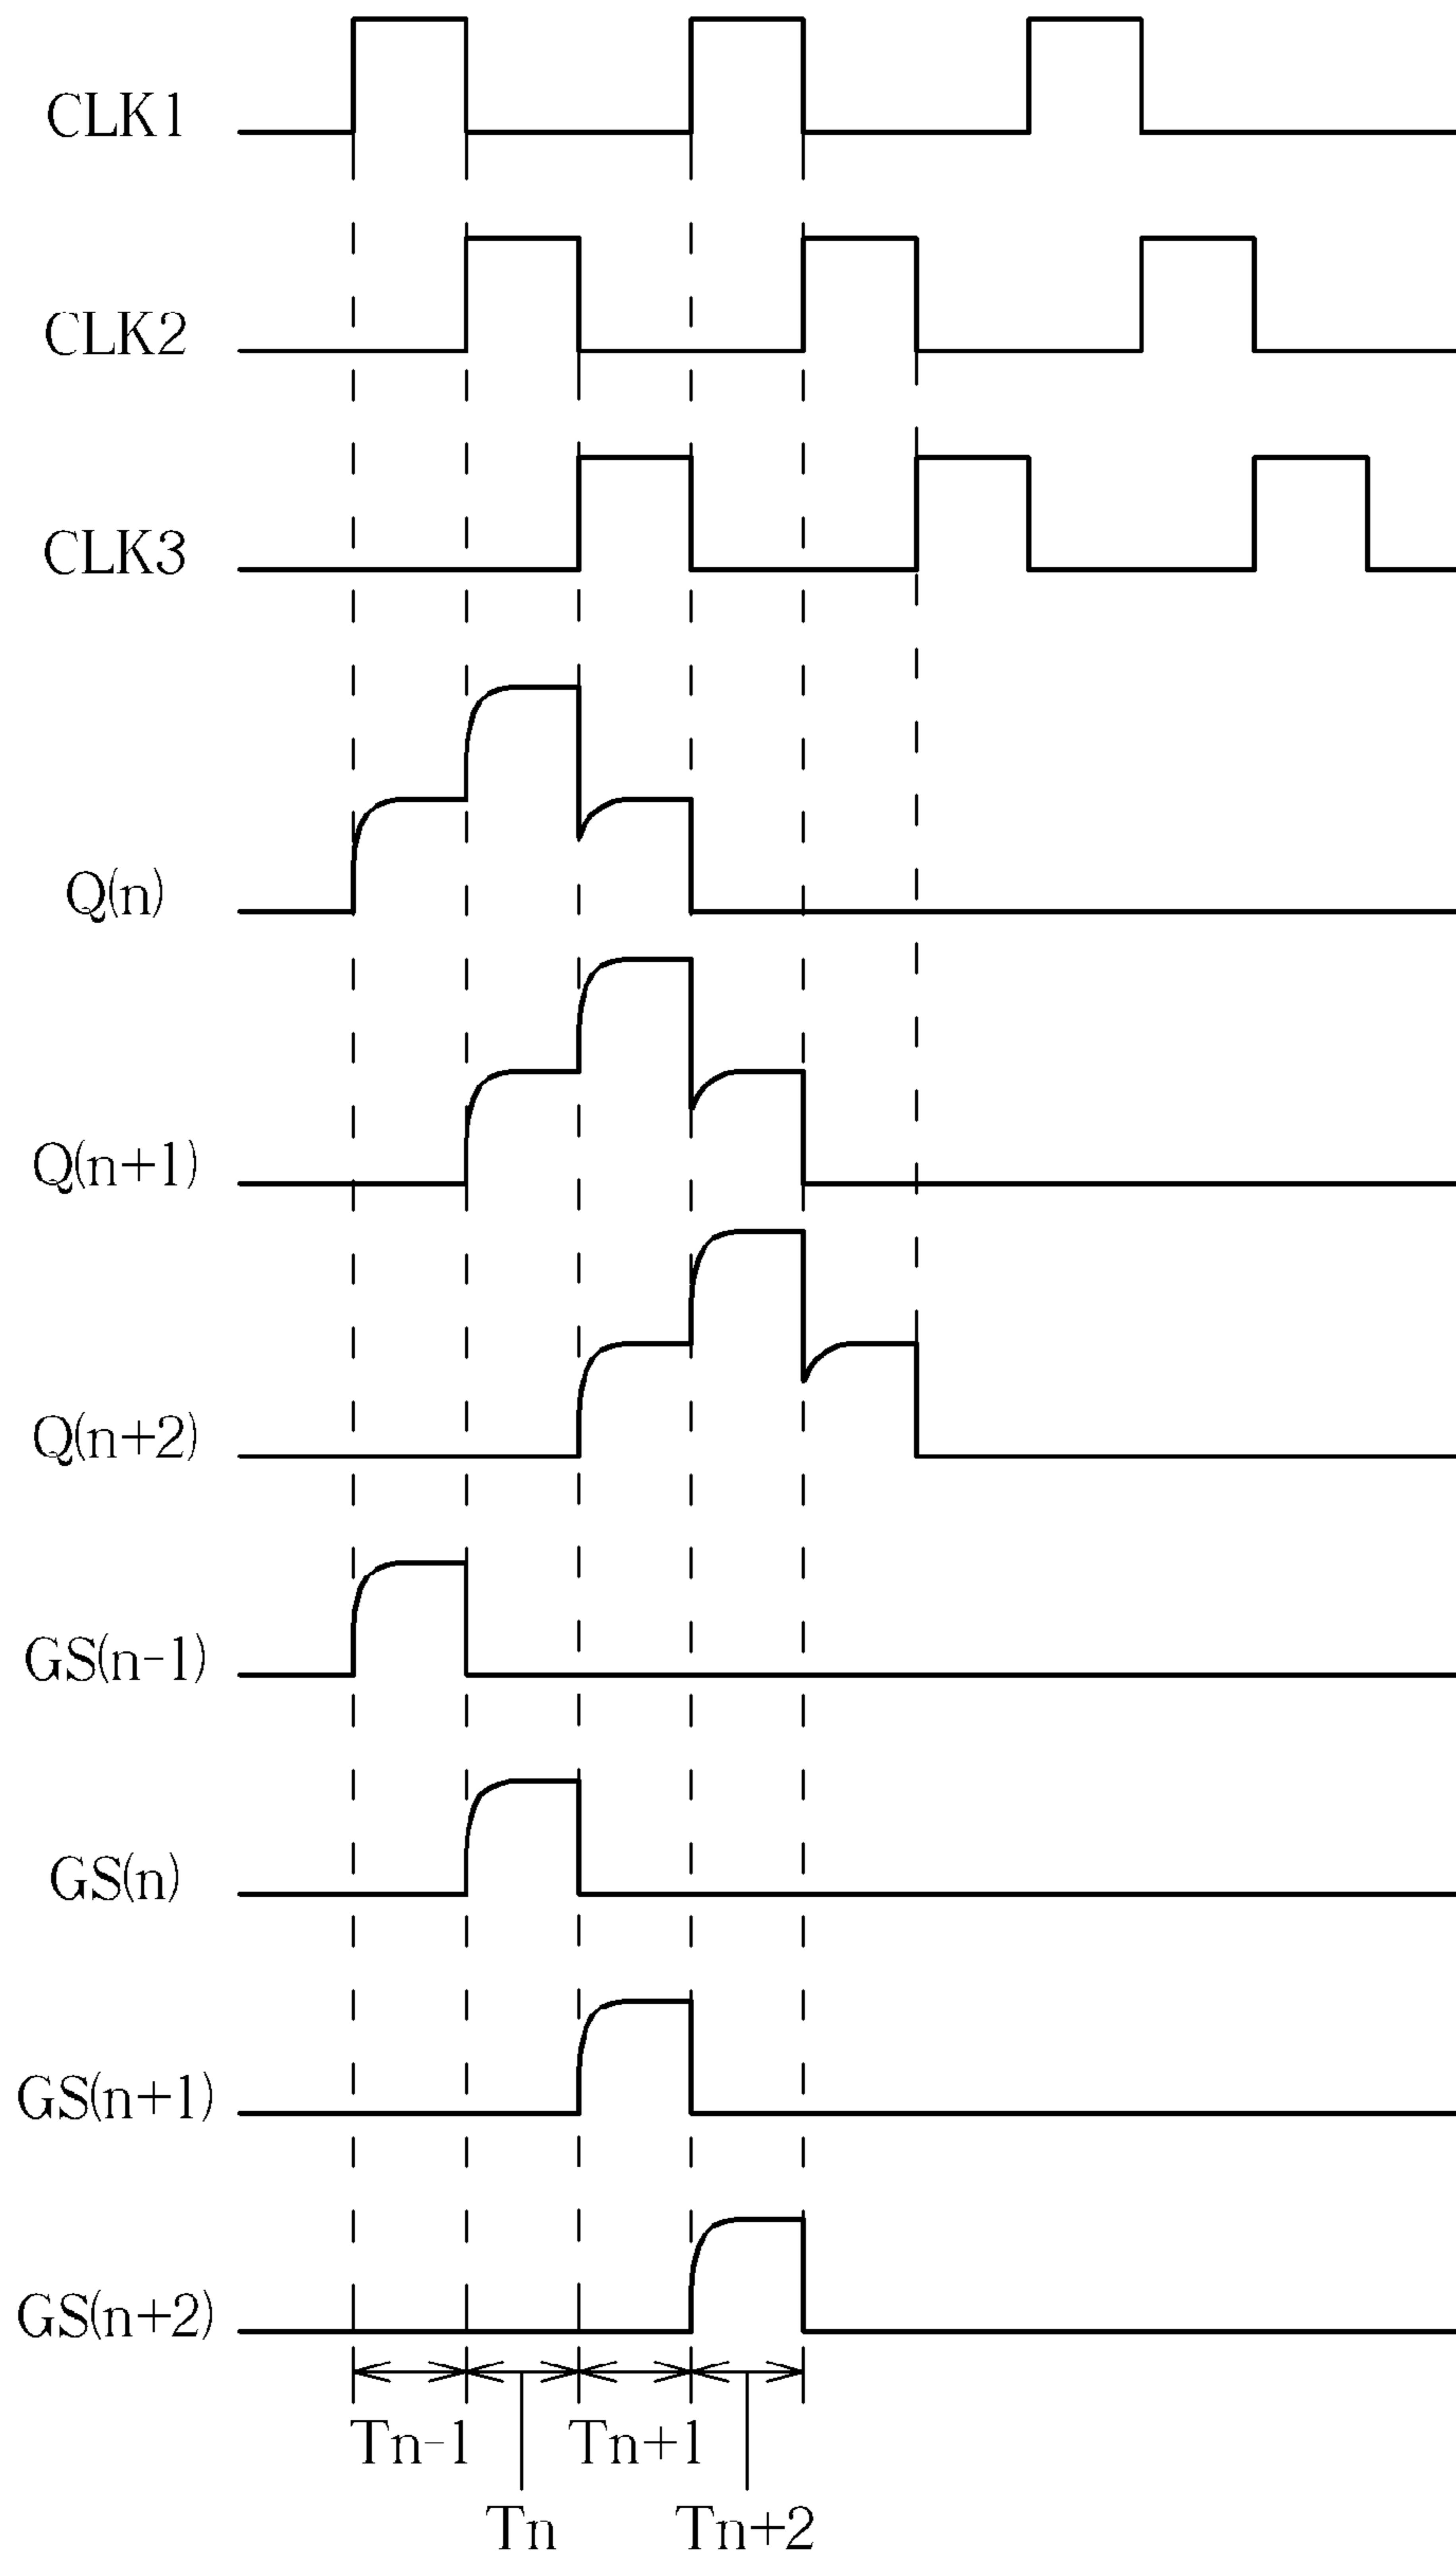 CLK1
CLK2
CLK3
Q(n)
Q(n+1)
Q(n+2)
GS(n-1)
GS(n)
GS(n+1)
GS(n+2)
Tn-1 Tn+1
Tn Tn+2